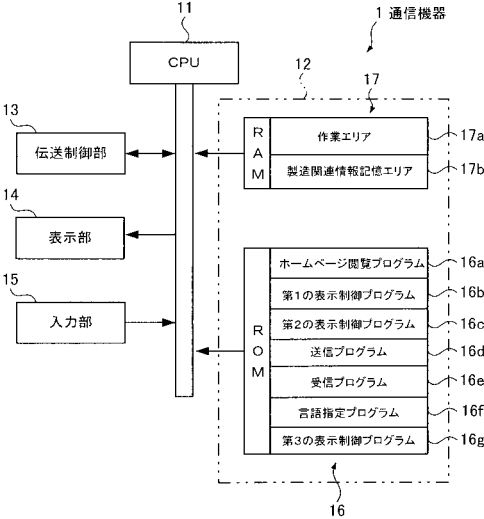 1 通信機器
11
CPU
12
13
伝送制御部
14
表示部
15
入力部
17
RAM
作業エリア
17a
製造関連情報記憶エリア
17b
ROM
ホームページ閲覧プログラム
16a
第1の表示制御プログラム
16b
第2の表示制御プログラム
16c
送信プログラム
16d
受信プログラム
16e
言語指定プログラム
16f
第3の表示制御プログラム
16g
16